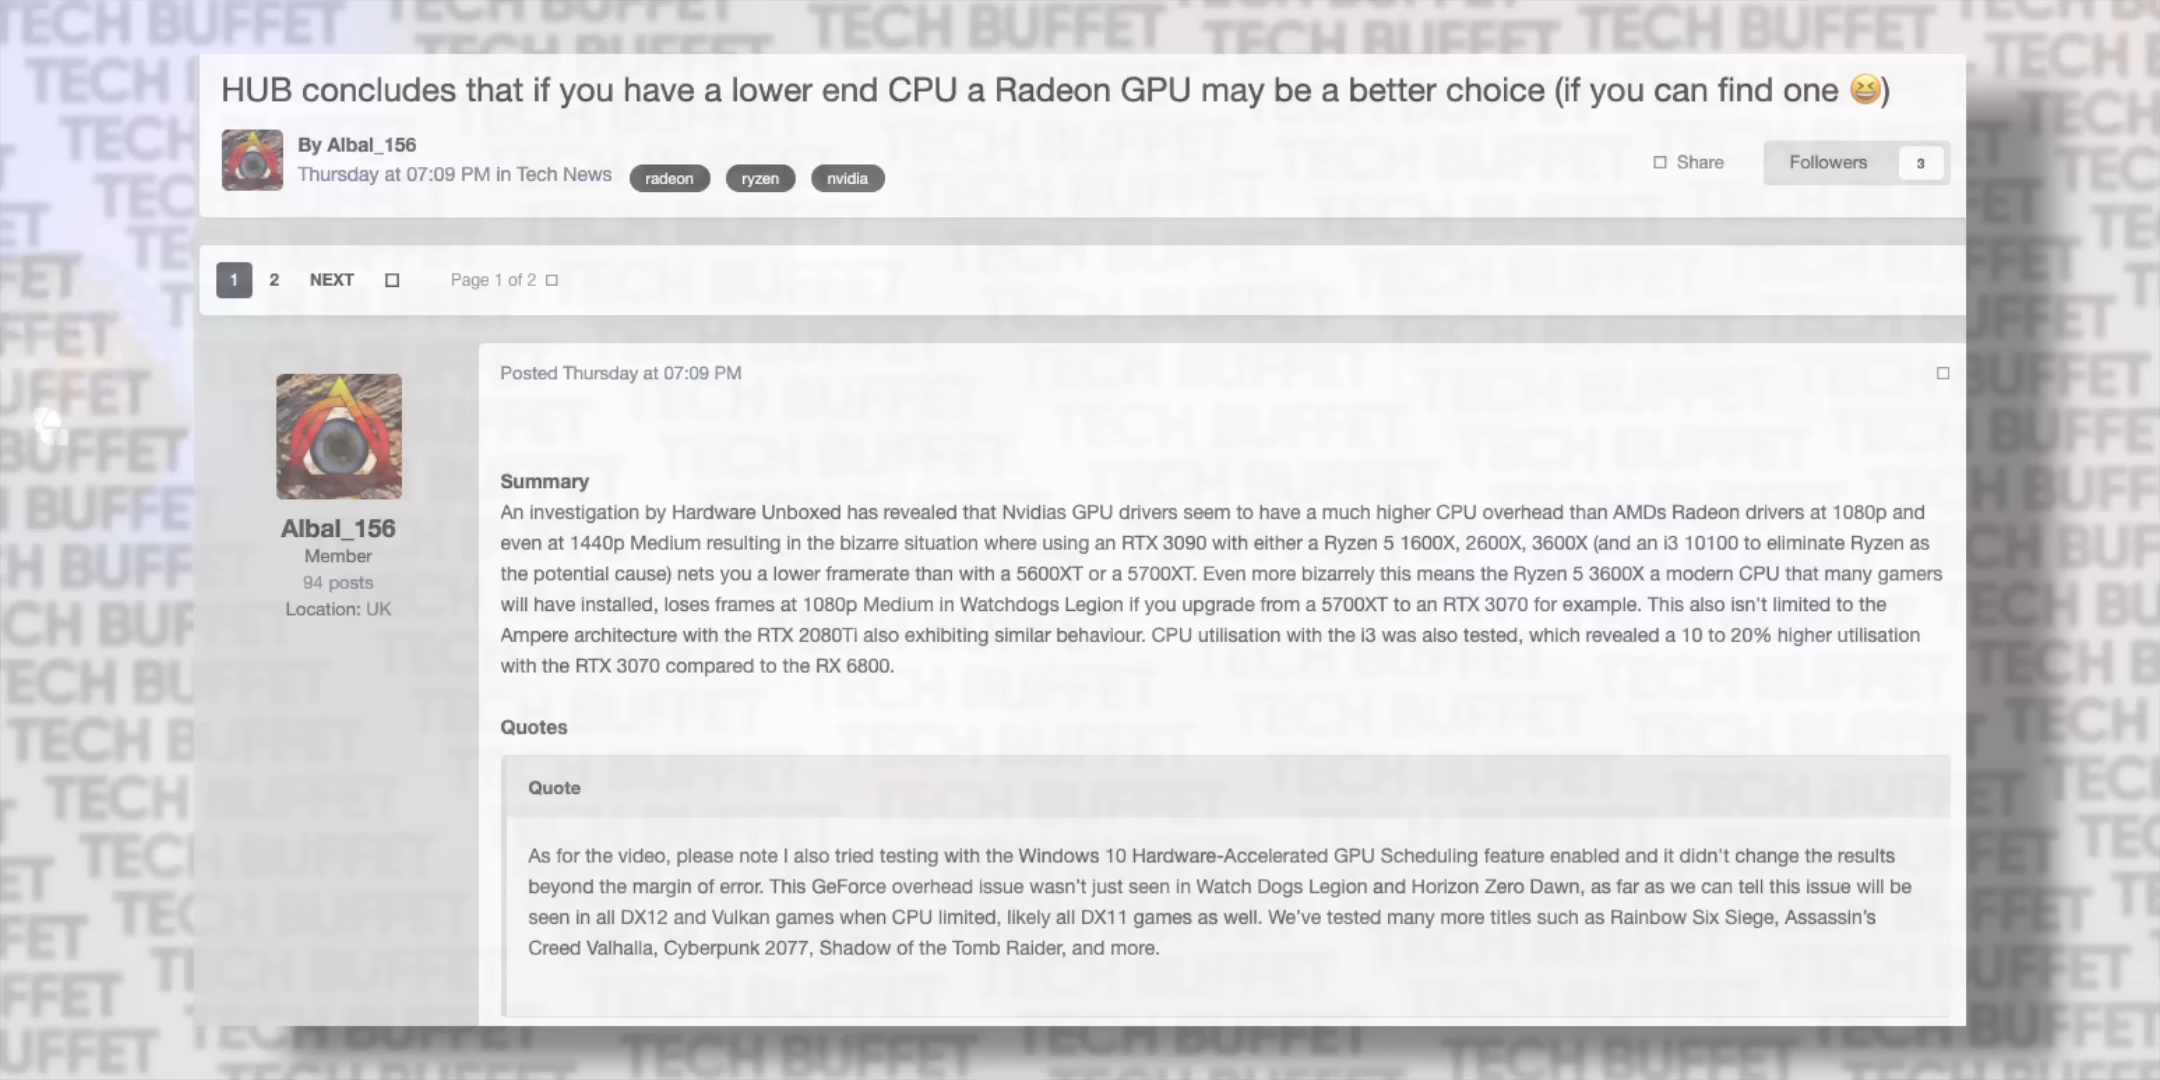 HUB concludes that if you have a lower end CPU a Radeon GPU may be a better choice (if you can find one 😆)
By Albal_156
Thursday at 07:09 PM in Tech News
radeon
ryzen
nvidia
Share
Followers
3
1
2
NEXT
Page 1 of 2
Albal_156
Member
94 posts
Location: UK
Posted Thursday at 07:09 PM
Summary
An investigation by Hardware Unboxed has revealed that Nvidias GPU drivers seem to have a much higher CPU overhead than AMDs Radeon drivers at 1080p and
even at 1440p Medium resulting in the bizarre situation where using an RTX 3090 with either a Ryzen 5 1600X, 2600X, 3600X (and an i3 10100 to eliminate Ryzen as
the potential cause) nets you a lower framerate than with a 5600XT or a 5700XT. Even more bizarrely this means the Ryzen 5 3600X a modern CPU that many gamers
will have installed, loses frames at 1080p Medium in Watchdogs Legion if you upgrade from a 5700XT to an RTX 3070 for example. This also isn't limited to the
Ampere architecture with the RTX 2080Ti also exhibiting similar behaviour. CPU utilisation with the i3 was also tested, which revealed a 10 to 20% higher utilisation
with the RTX 3070 compared to the RX 6800.
Quotes
Quote
As for the video, please note I also tried testing with the Windows 10 Hardware-Accelerated GPU Scheduling feature enabled and it didn't change the results
beyond the margin of error. This GeForce overhead issue wasn't just seen in Watch Dogs Legion and Horizon Zero Dawn, as far as we can tell this issue will be
seen in all DX12 and Vulkan games when CPU limited, likely all DX11 games as well. We've tested many more titles such as Rainbow Six Siege, Assassin's
Creed Valhalla, Cyberpunk 2077, Shadow of the Tomb Raider, and more.
TECH BUFFET